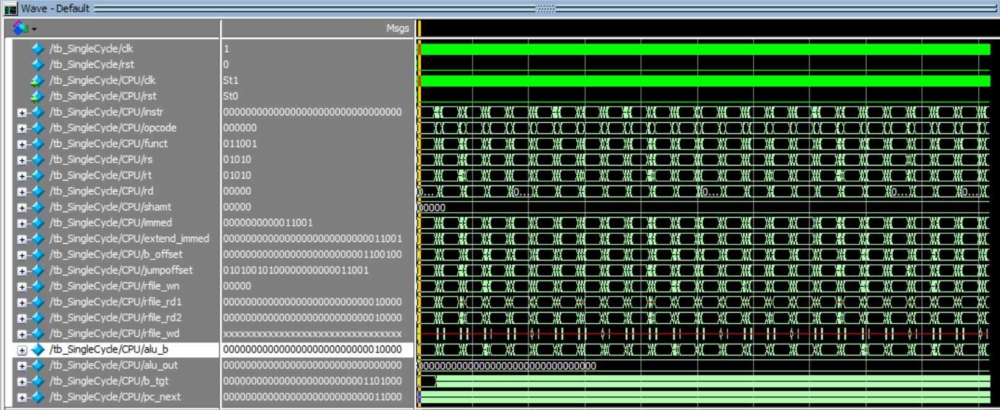 Wave - Default
Msgs
/tb_SingleCycle/clk 1
/tb_SingleCycle/rst 0
/tb_SingleCycle/CPU/clk St1
/tb_SingleCycle/CPU/rst St0
/tb_SingleCycle/CPU/instr 00000000000000000000000000000000
/tb_SingleCycle/CPU/opcode 000000
/tb_SingleCycle/CPU/funct 011001
/tb_SingleCycle/CPU/rs 01010
/tb_SingleCycle/CPU/rt 01010
/tb_SingleCycle/CPU/rd 00000 0... 0... 0... 0... 0...
/tb_SingleCycle/CPU/shamt 00000 00000
/tb_SingleCycle/CPU/immed 0000000000011001
/tb_SingleCycle/CPU/extend_immed 00000000000000000000000000011001
/tb_SingleCycle/CPU/b_offset 00000000000000000000000001100100
/tb_SingleCycle/CPU/jumpoffset 01010010100000000000011001
/tb_SingleCycle/CPU/rfile_wn 00000
/tb_SingleCycle/CPU/rfile_rd1 00000000000000000000000000010000
/tb_SingleCycle/CPU/rfile_rd2 00000000000000000000000000010000
/tb_SingleCycle/CPU/rfile_wd xxxxxxxxxxxxxxxxxxxxxxxxxxxxxxxx
/tb_SingleCycle/CPU/alu_b 00000000000000000000000000010000
/tb_SingleCycle/CPU/alu_out 00000000000000000000000000000000 00000000000000000000000000000000
/tb_SingleCycle/CPU/b_tgt 00000000000000000000000001101000
/tb_SingleCycle/CPU/pc_next 00000000000000000000000000011000